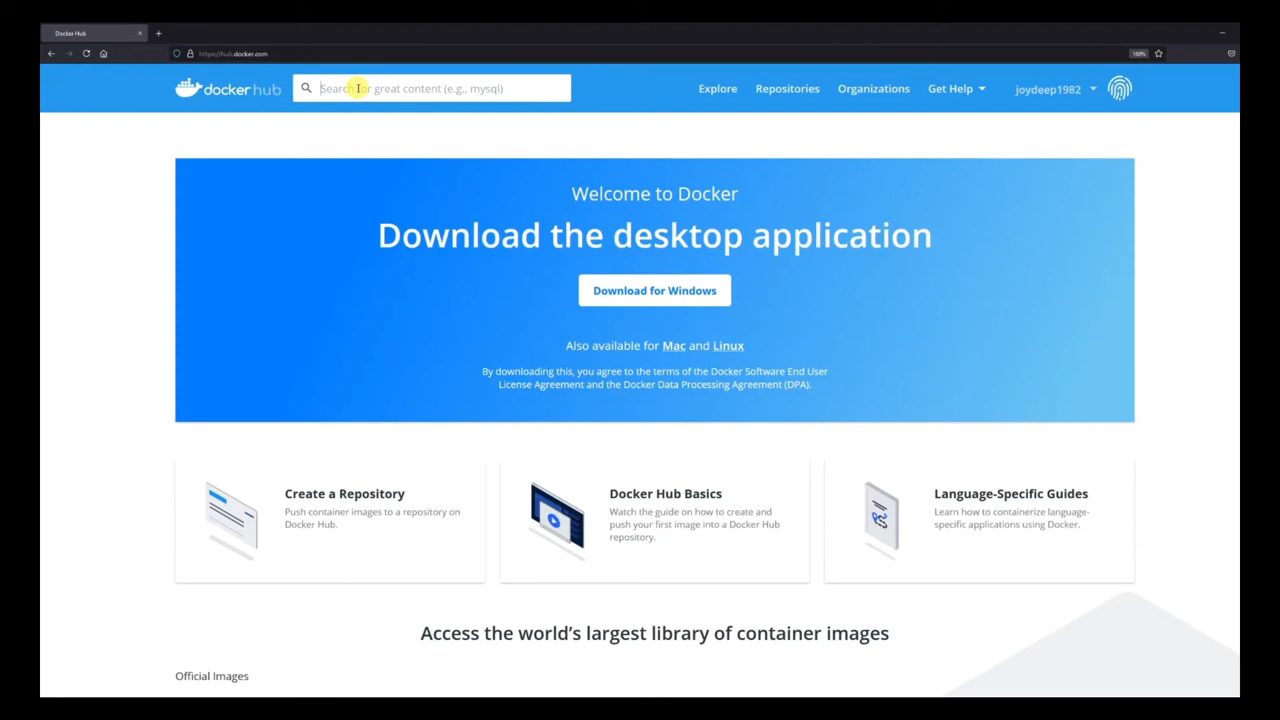 Docker Hub
https://hub.docker.com
100%
docker hub
Search for great content (e.g., mysql)
Explore
Repositories
Organizations
Get Help
joydeep1982
Welcome to Docker
Download the desktop application
Download for Windows
Also available for Mac and Linux
By downloading this, you agree to the terms of the Docker Software End User
License Agreement and the Docker Data Processing Agreement (DPA).
Create a Repository
Push container images to a repository on
Docker Hub.
Docker Hub Basics
Watch the guide on how to create and
push your first image into a Docker Hub
repository.
Language-Specific Guides
Learn how to containerize language-
specific applications using Docker.
Access the world’s largest library of container images
Official Images